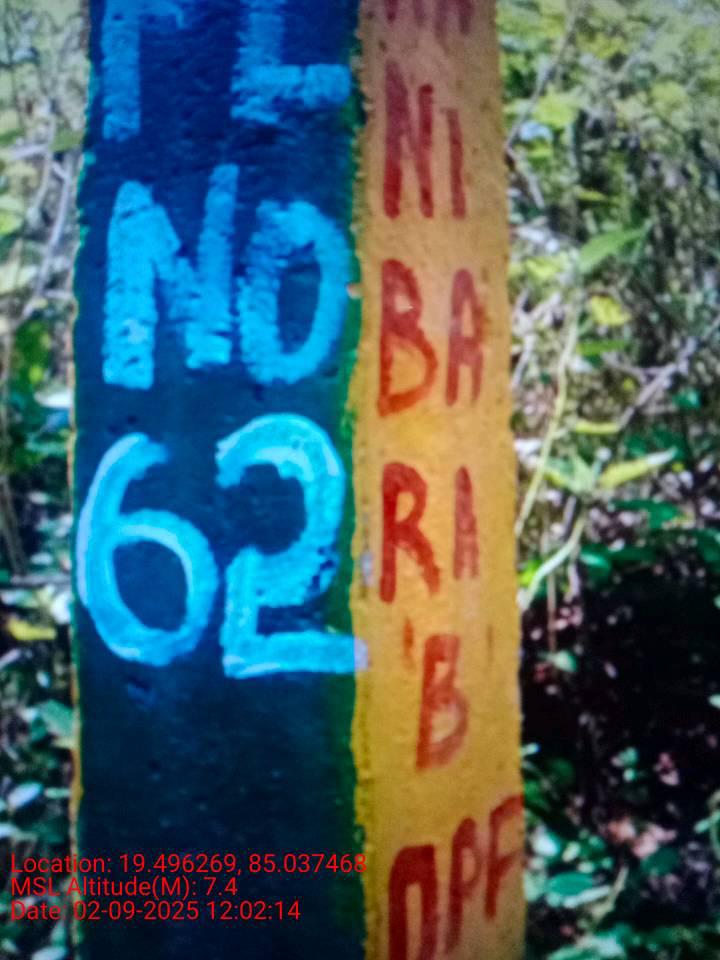 NO
62
NI
BA
RA
'B'
DPF
Location: 19.496269, 85.037468
MSL Altitude(M): 7.4
Date: 02-09-2025 12:02:14